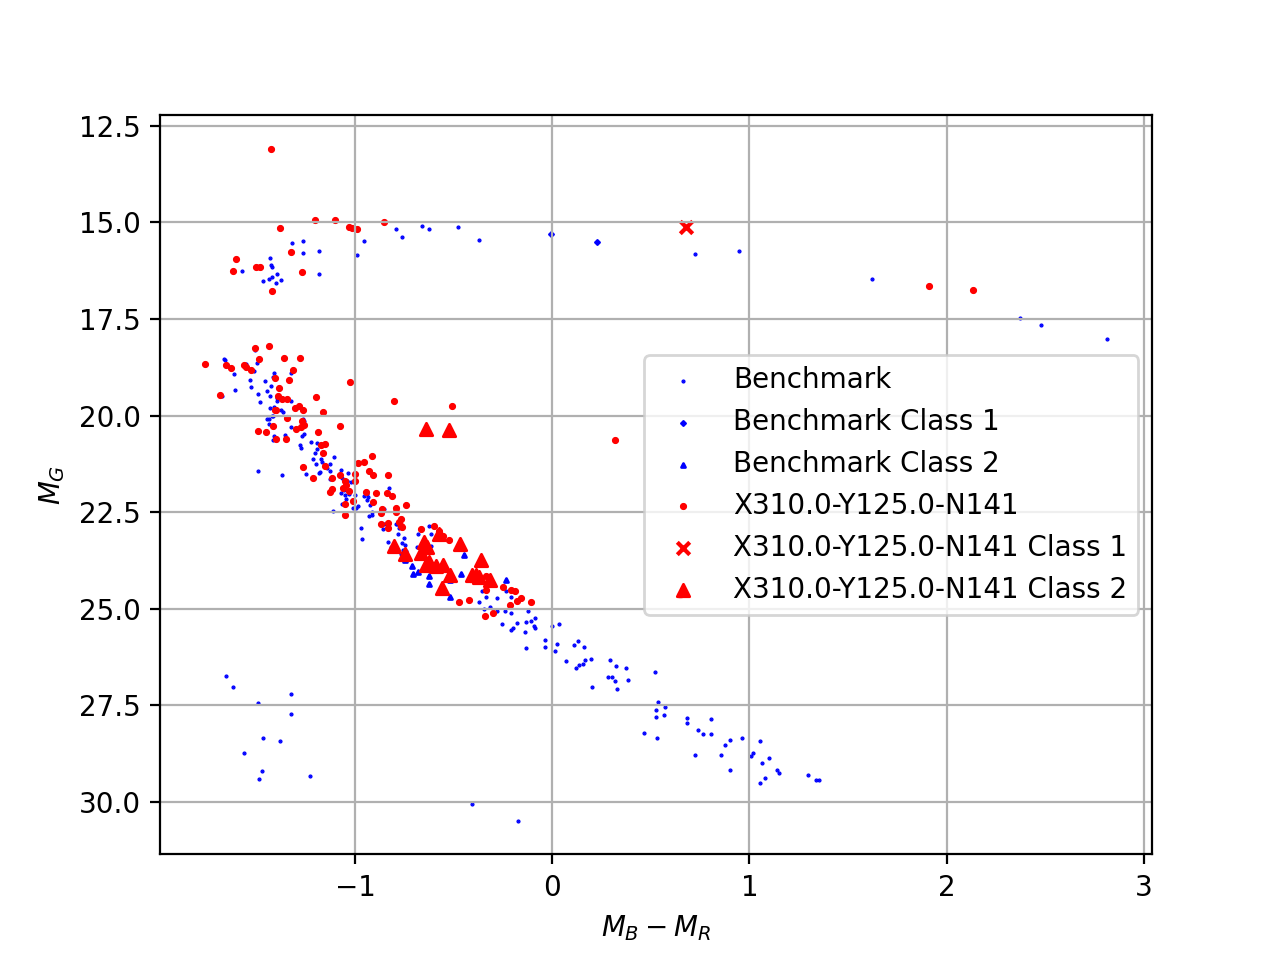 12.5
15.0
17.5
20.0
22.5
25.0
27.5
30.0
M_G
Benchmark
Benchmark Class 1
Benchmark Class 2
X310.0-Y125.0-N141
X310.0-Y125.0-N141 Class 1
X310.0-Y125.0-N141 Class 2
−1 0 1 2 3
M_B − M_R